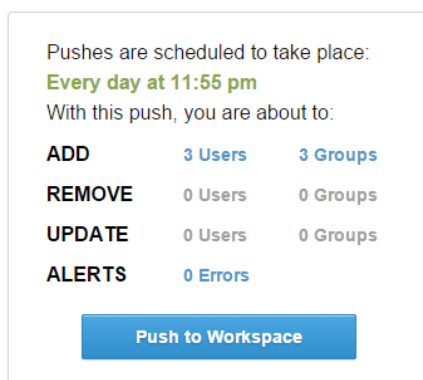 Pushes are scheduled to take place:
Every day at 11:55 pm
With this push, you are about to:
ADD 3 Users 3 Groups
REMOVE 0 Users 0 Groups
UPDATE 0 Users 0 Groups
ALERTS 0 Errors
Push to Workspace